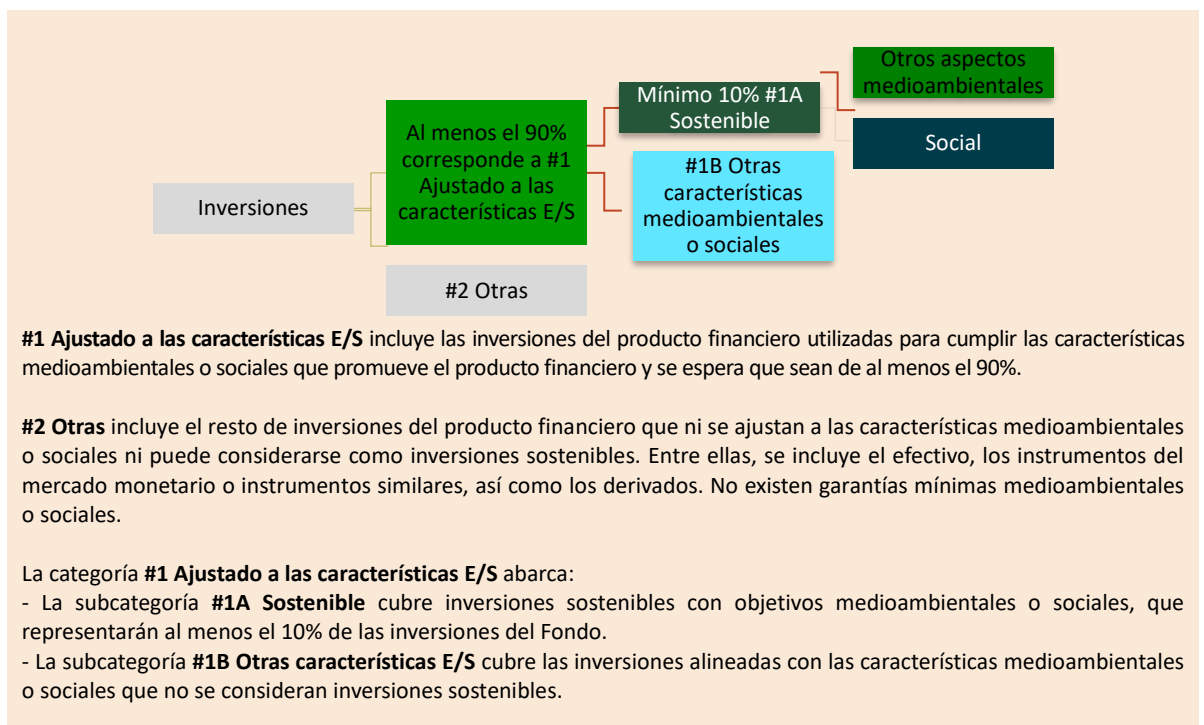 Otros aspectos
medioambientales
Mínimo 10% #1A
Sostenible
Al menos el 90%
corresponde a #1
Ajustado a las
características E/S
Social
#1B Otras
características
medioambientales
o sociales
Inversiones
#2 Otras
#1 Ajustado a las características E/S incluye las inversiones del producto financiero utilizadas para cumplir las características
medioambientales o sociales que promueve el producto financiero y se espera que sean de al menos el 90%.
#2 Otras incluye el resto de inversiones del producto financiero que ni se ajustan a las características medioambientales
o sociales ni puede considerarse como inversiones sostenibles. Entre ellas, se incluye el efectivo, los instrumentos del
mercado monetario o instrumentos similares, así como los derivados. No existen garantías mínimas medioambientales
o sociales.
La categoría #1 Ajustado a las características E/S abarca:
- La subcategoría #1A Sostenible cubre inversiones sostenibles con objetivos medioambientales o sociales, que
representarán al menos el 10% de las inversiones del Fondo.
- La subcategoría #1B Otras características E/S cubre las inversiones alineadas con las características medioambientales
o sociales que no se consideran inversiones sostenibles.